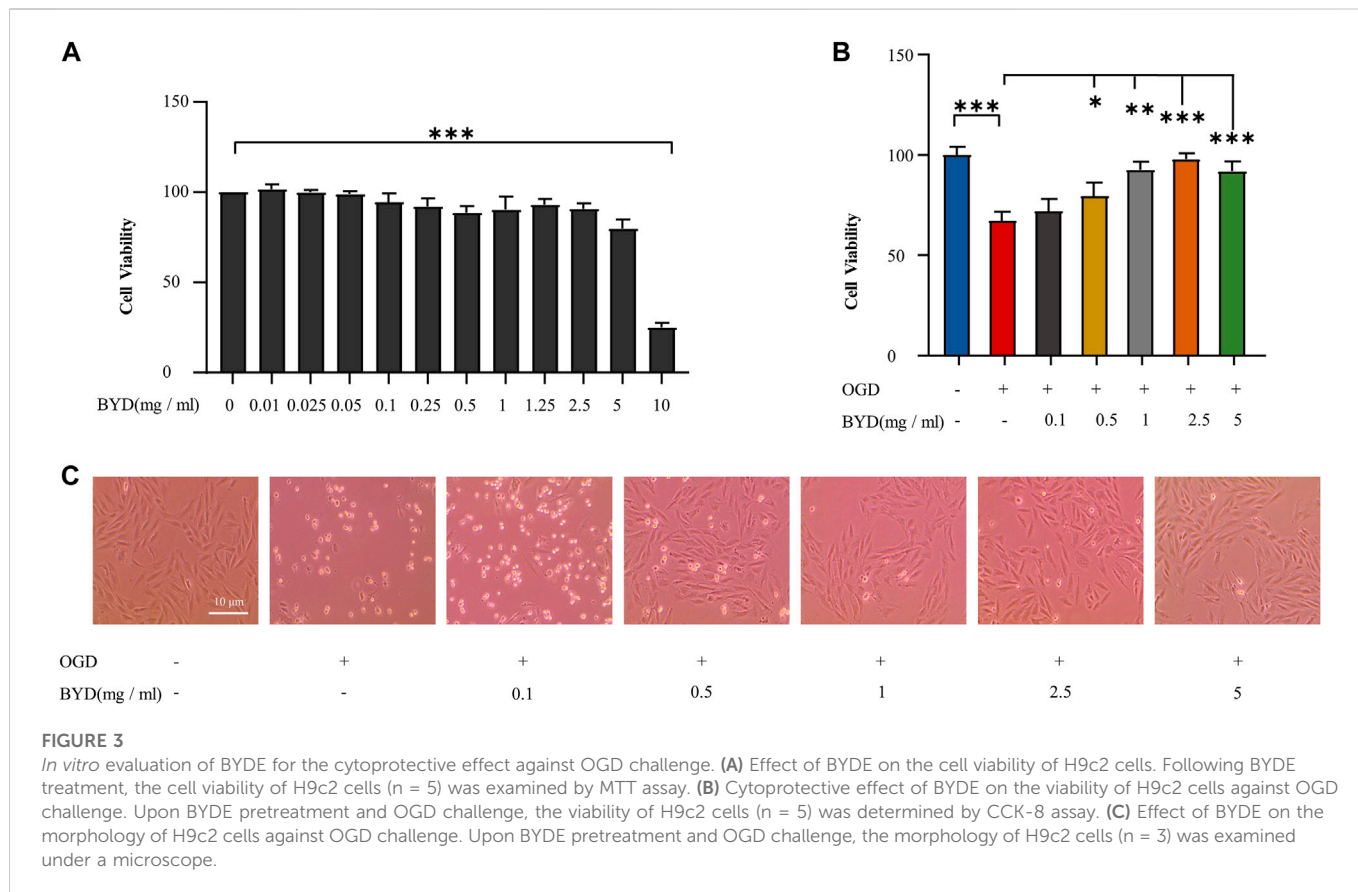 A
150
100
50
0
Cell Viability
***
BYD(mg / ml) 0 0.01 0.025 0.05 0.1 0.25 0.5 1 1.25 2.5 5 10
B
150
100
50
0
Cell Viability
*** * ** *** ***
OGD - + + + + + +
BYD(mg / ml) - - 0.1 0.5 1 2.5 5
C
10 μm
OGD - + + + + + +
BYD(mg / ml) - - 0.1 0.5 1 2.5 5
FIGURE 3
In vitro evaluation of BYDE for the cytoprotective effect against OGD challenge. (A) Effect of BYDE on the cell viability of H9c2 cells. Following BYDE
treatment, the cell viability of H9c2 cells (n = 5) was examined by MTT assay. (B) Cytoprotective effect of BYDE on the viability of H9c2 cells against OGD
challenge. Upon BYDE pretreatment and OGD challenge, the viability of H9c2 cells (n = 5) was determined by CCK-8 assay. (C) Effect of BYDE on the
morphology of H9c2 cells against OGD challenge. Upon BYDE pretreatment and OGD challenge, the morphology of H9c2 cells (n = 3) was examined
under a microscope.